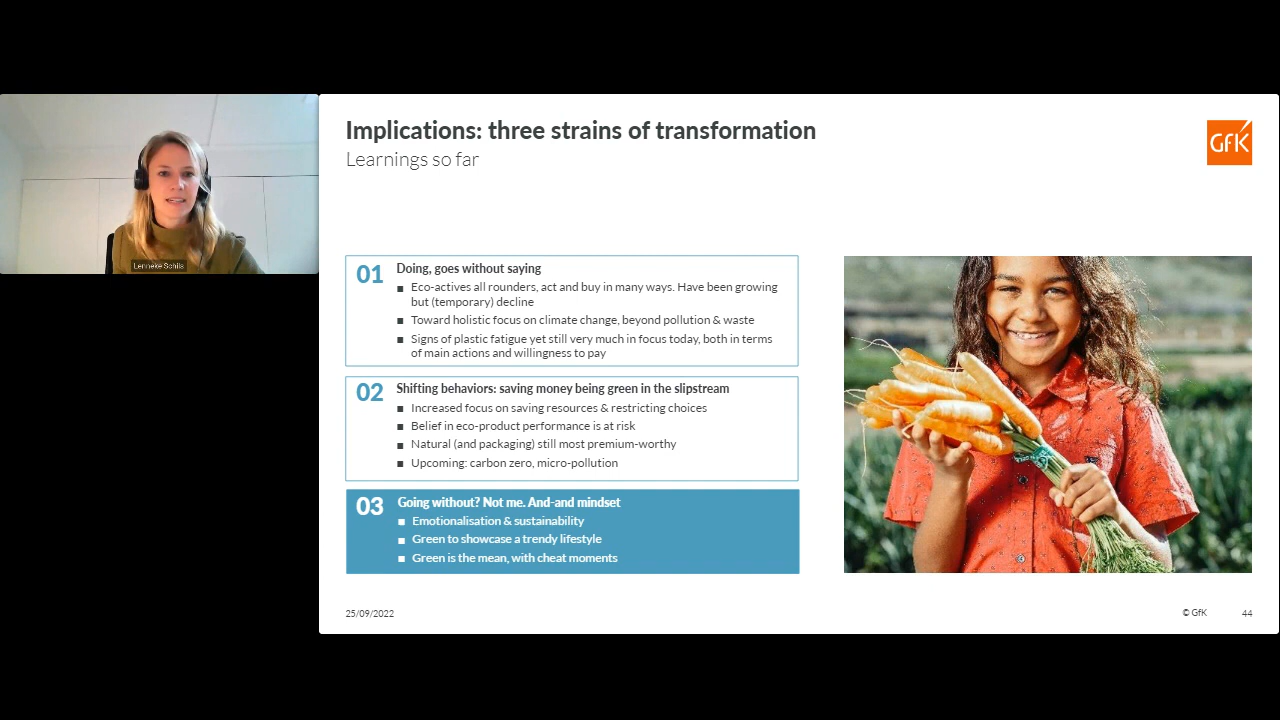 Lenneke Schils
Implications: three strains of transformation
Learnings so far
GfK
01
Doing, goes without saying
■ Eco-actives all rounders, act and buy in many ways. Have been growing
but (temporary) decline
■ Toward holistic focus on climate change, beyond pollution & waste
■ Signs of plastic fatigue yet still very much in focus today, both in terms
of main actions and willingness to pay
02
Shifting behaviors: saving money being green in the slipstream
■ Increased focus on saving resources & restricting choices
■ Belief in eco-product performance is at risk
■ Natural (and packaging) still most premium-worthy
■ Upcoming: carbon zero, micro-pollution
03
Going without? Not me. And-and mindset
■ Emotionalisation & sustainability
■ Green to showcase a trendy lifestyle
■ Green is the mean, with cheat moments
25/09/2022
© GfK
44